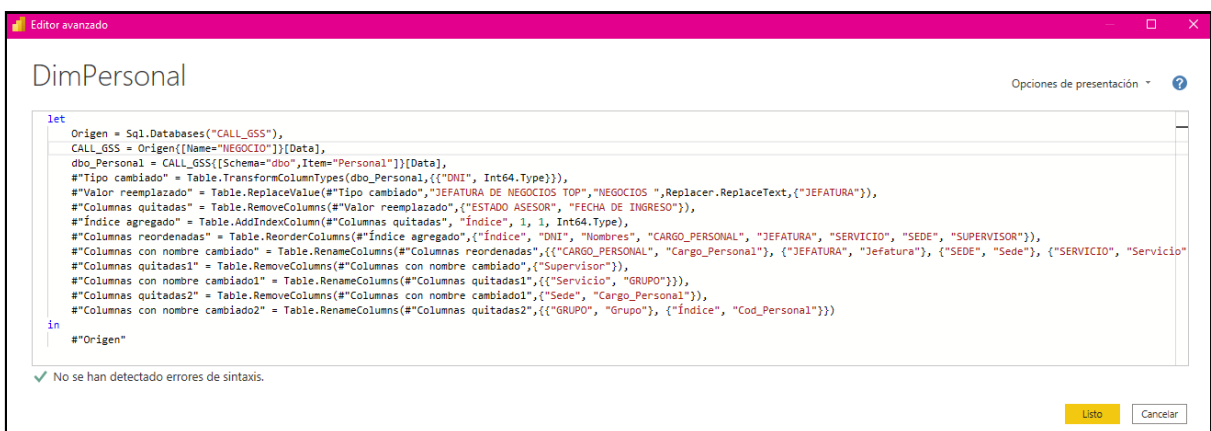 Editor avanzado
DimPersonal
Opciones de presentación
let
Origen = Sql.Databases("CALL_GSS"),
CALL_GSS = Origen{[Name="NEGOCIO"]}[Data],
dbo_Personal = CALL_GSS{[Schema="dbo",Item="Personal"]}[Data],
#"Tipo cambiado" = Table.TransformColumnTypes(dbo_Personal,{{"DNI", Int64.Type}}),
#"Valor reemplazado" = Table.ReplaceValue(#"Tipo cambiado","JEFATURA DE NEGOCIOS TOP","NEGOCIOS ",Replacer.ReplaceText,{"JEFATURA"}),
#"Columnas quitadas" = Table.RemoveColumns(#"Valor reemplazado",{"ESTADO ASESOR", "FECHA DE INGRESO"}),
#"Índice agregado" = Table.AddIndexColumn(#"Columnas quitadas", "Índice", 1, 1, Int64.Type),
#"Columnas reordenadas" = Table.ReorderColumns(#"Índice agregado",{"Índice", "DNI", "Nombres", "CARGO_PERSONAL", "JEFATURA", "SERVICIO", "SEDE", "SUPERVISOR"}),
#"Columnas con nombre cambiado" = Table.RenameColumns(#"Columnas reordenadas",{{"CARGO_PERSONAL", "Cargo_Personal"}, {"JEFATURA", "Jefatura"}, {"SEDE", "Sede"}, {"SERVICIO", "Servicio"
#"Columnas quitadas1" = Table.RemoveColumns(#"Columnas con nombre cambiado",{"Supervisor"}),
#"Columnas con nombre cambiado1" = Table.RenameColumns(#"Columnas quitadas1",{{"Servicio", "GRUPO"}}),
#"Columnas quitadas2" = Table.RemoveColumns(#"Columnas con nombre cambiado1",{"Sede", "Cargo_Personal"}),
#"Columnas con nombre cambiado2" = Table.RenameColumns(#"Columnas quitadas2",{{"GRUPO", "Grupo"}, {"Índice", "Cod_Personal"}})
in
#"Origen"
No se han detectado errores de sintaxis.
Listo Cancelar